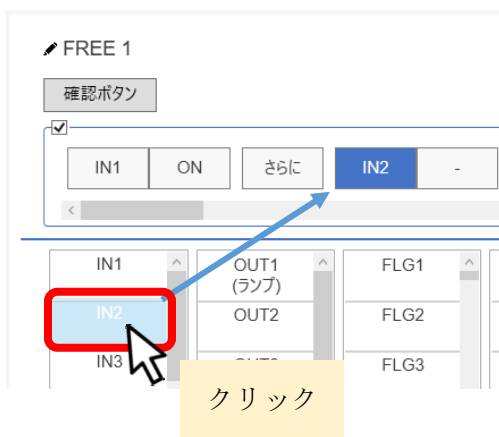 FREE 1
確認ボタン
IN1 ON さらに IN2 -
IN1 OUT1 FLG1
(ランプ)
IN2 OUT2 FLG2
IN3 FLG3
クリック